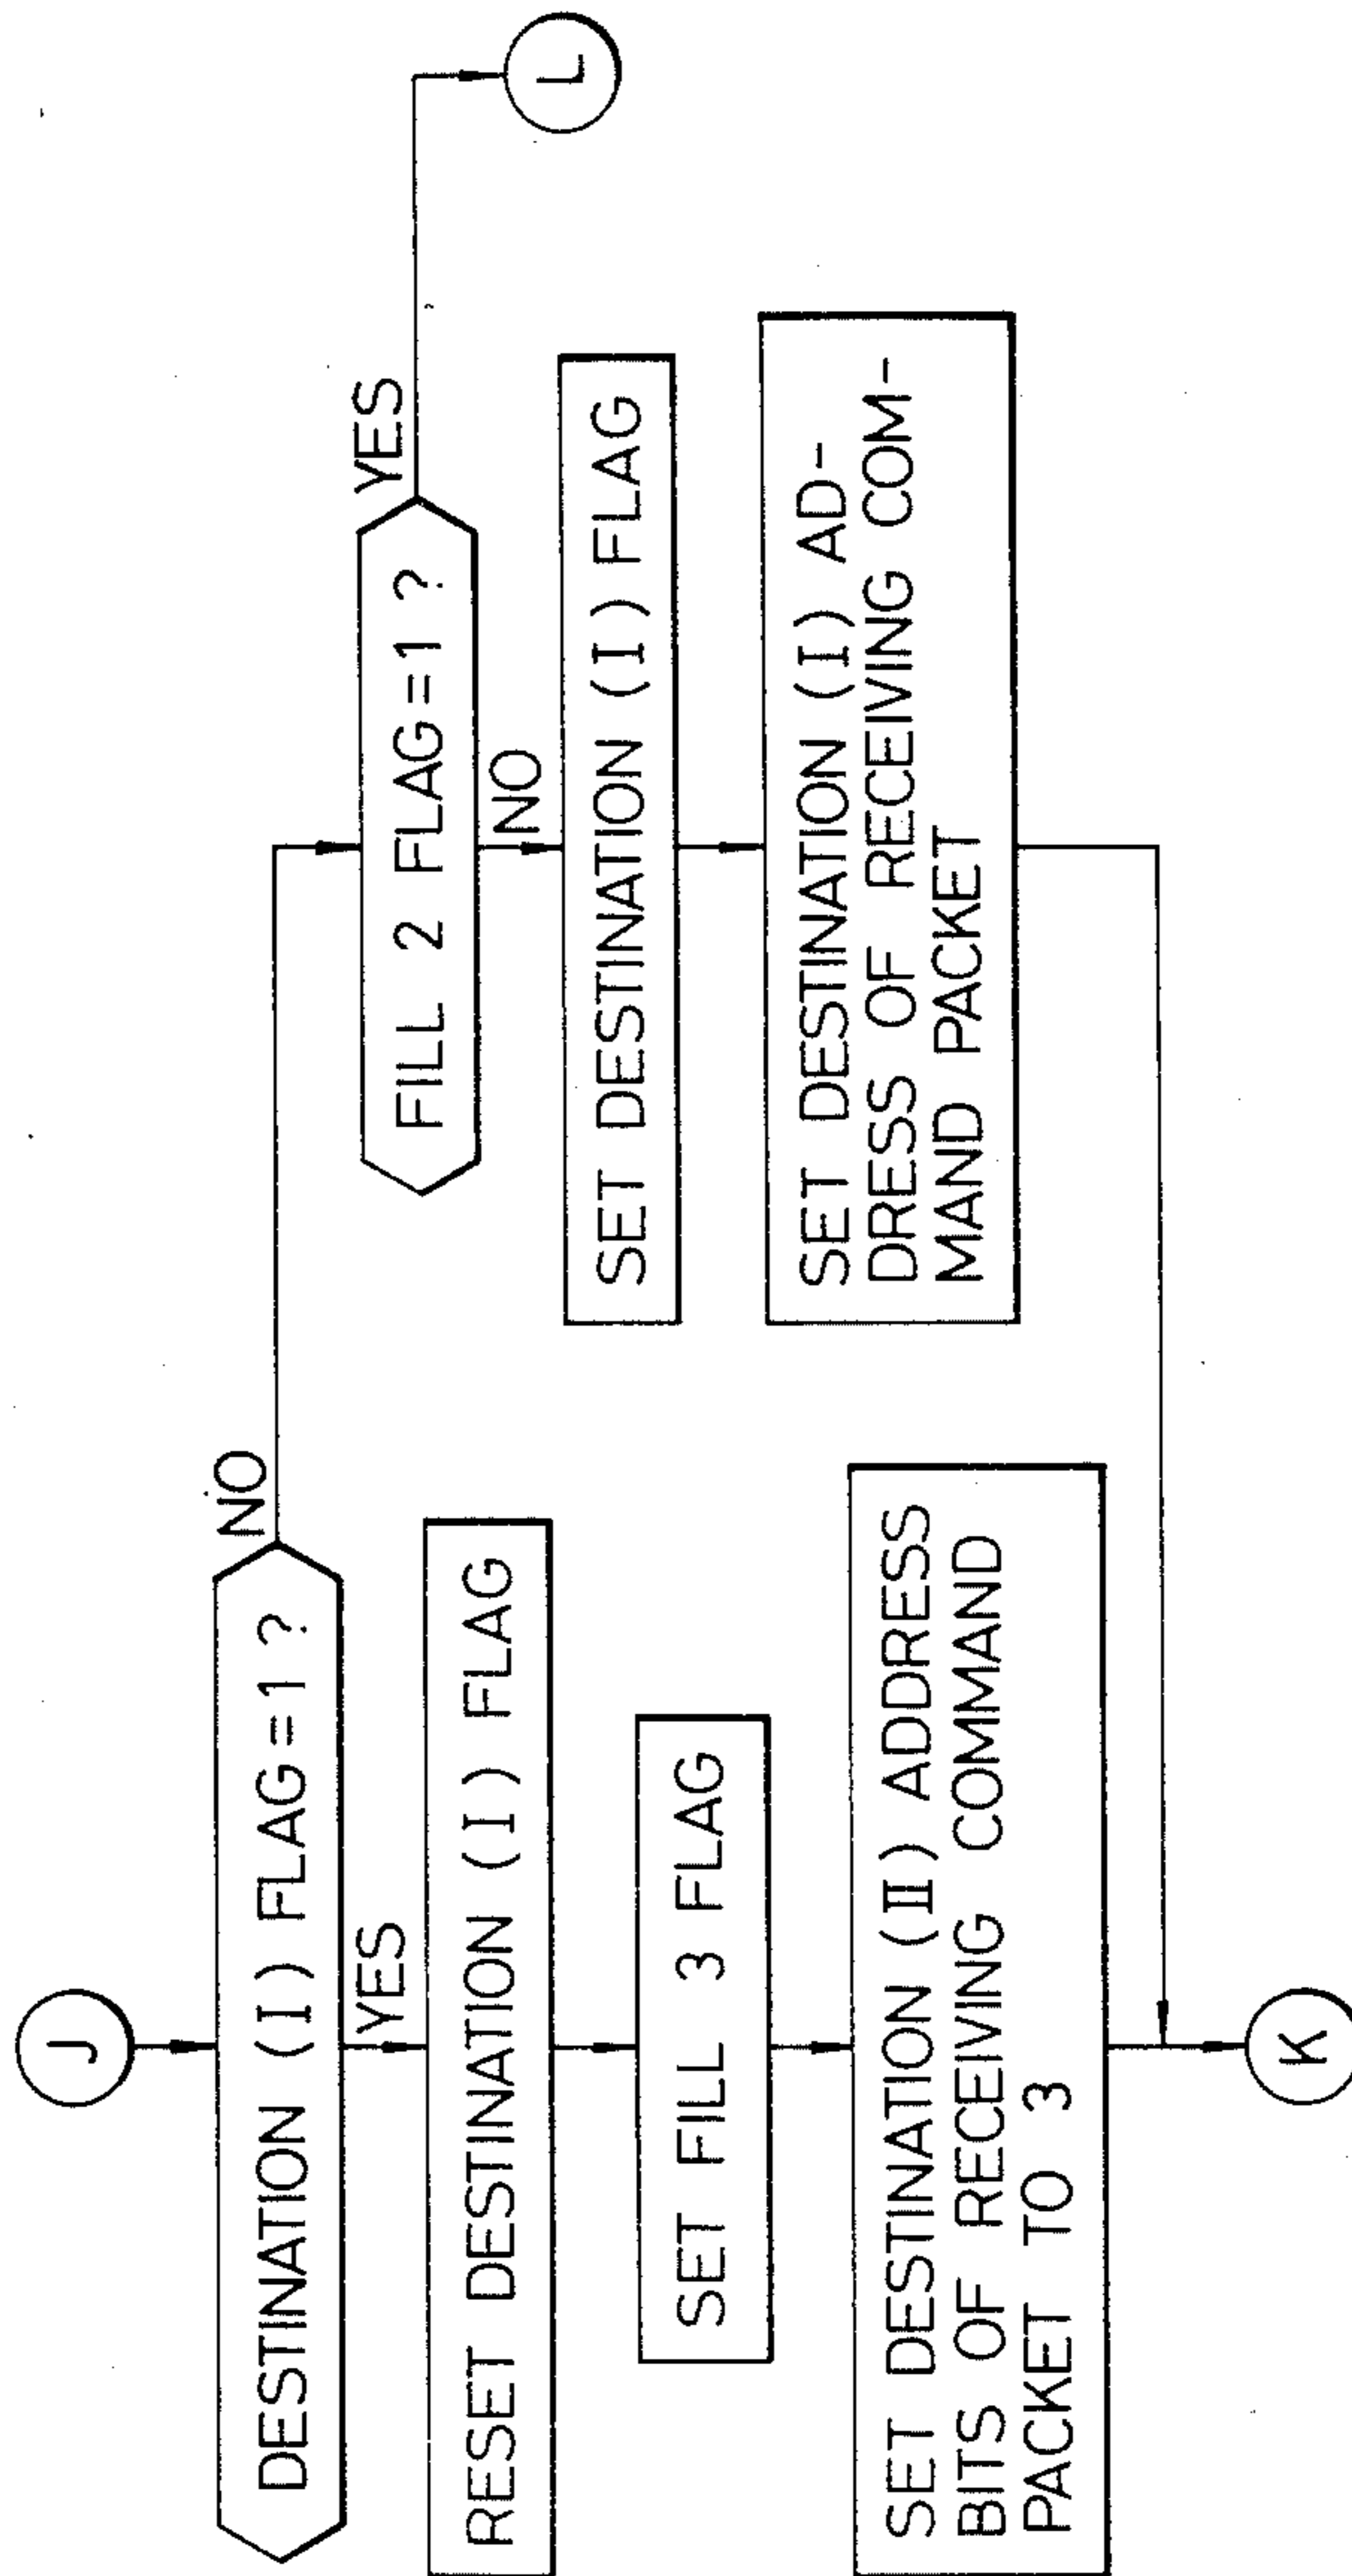 J
DESTINATION (I) FLAG=1 ?
NO
YES
RESET DESTINATION (I) FLAG
SET FILL 3 FLAG
SET DESTINATION (II) ADDRESS
BITS OF RECEIVING COMMAND
PACKET TO 3
K
FILL 2 FLAG=1 ?
YES
L
NO
SET DESTINATION (I) FLAG
SET DESTINATION (I) AD-
DRESS OF RECEIVING COM-
MAND PACKET